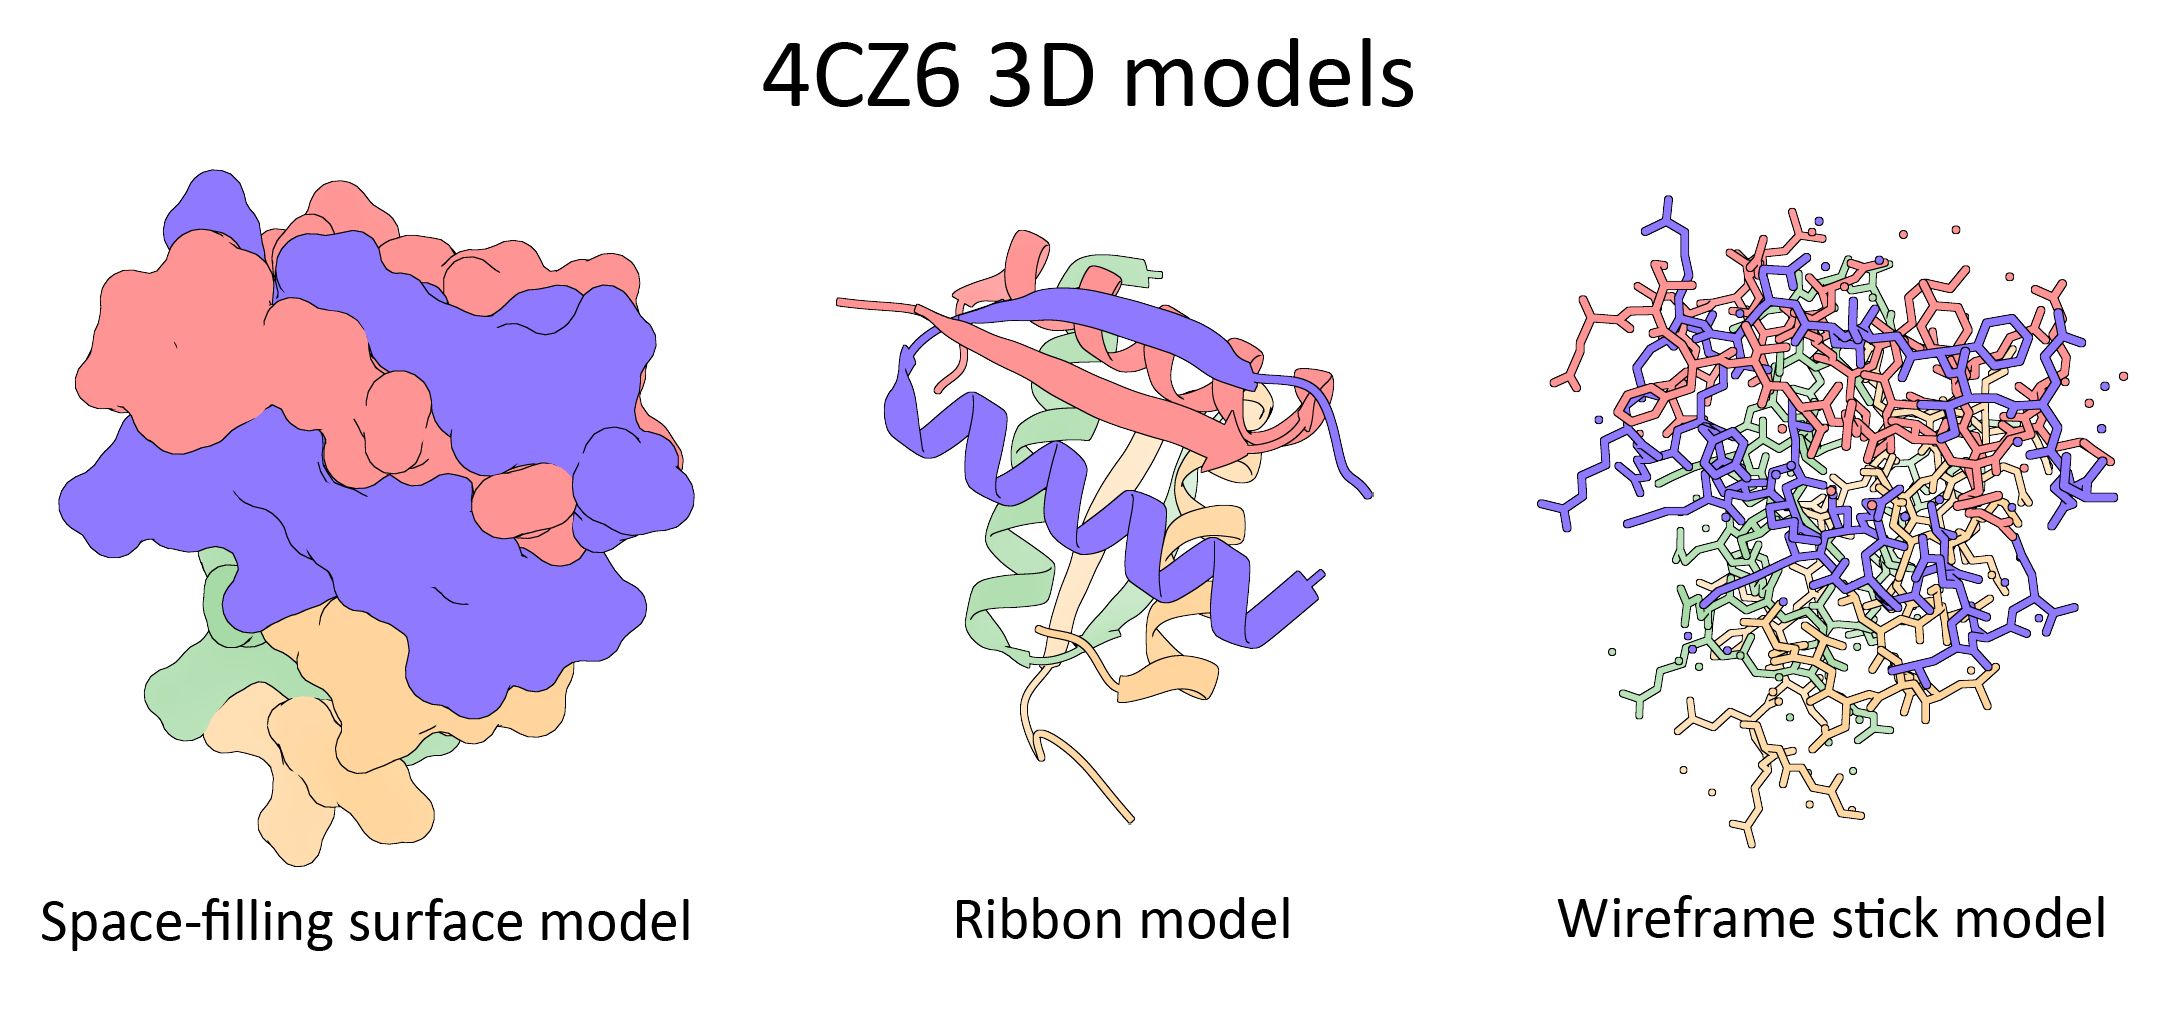 4CZ6 3D models
Space-filling surface model
Ribbon model
Wireframe stick model